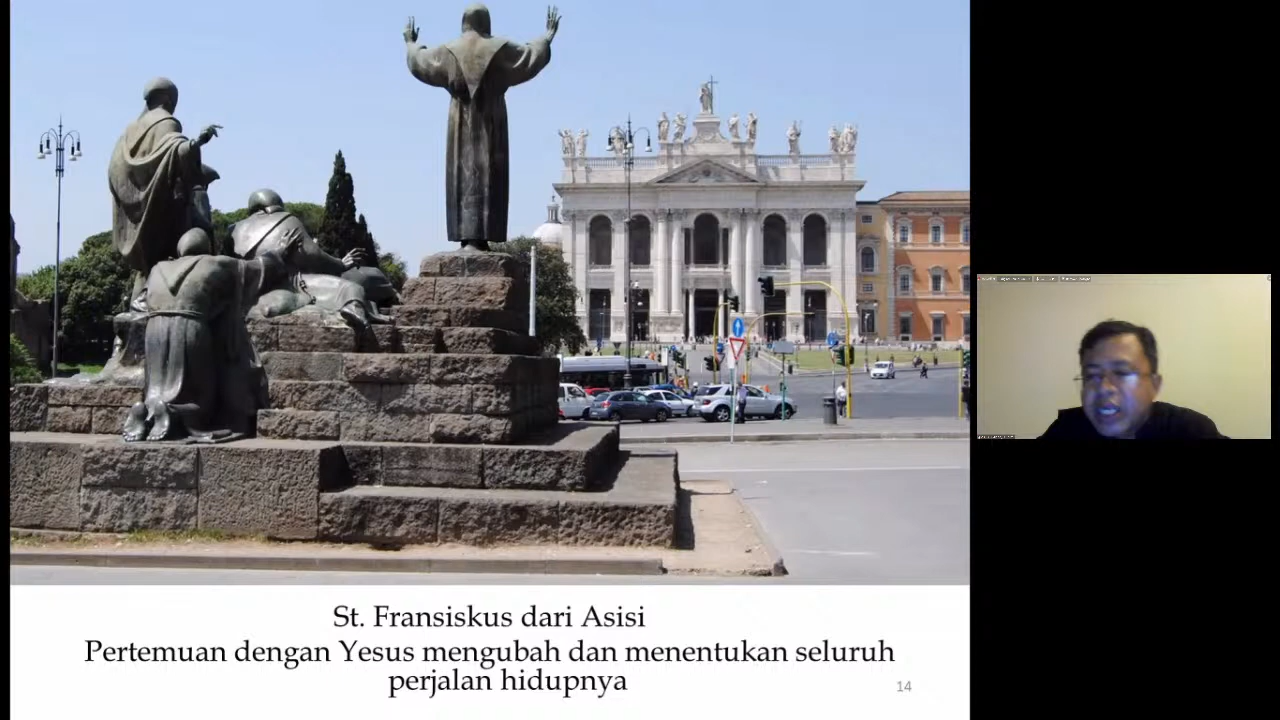 St. Fransiskus dari Asisi
Pertemuan dengan Yesus mengubah dan menentukan seluruh
perjalan hidupnya
14